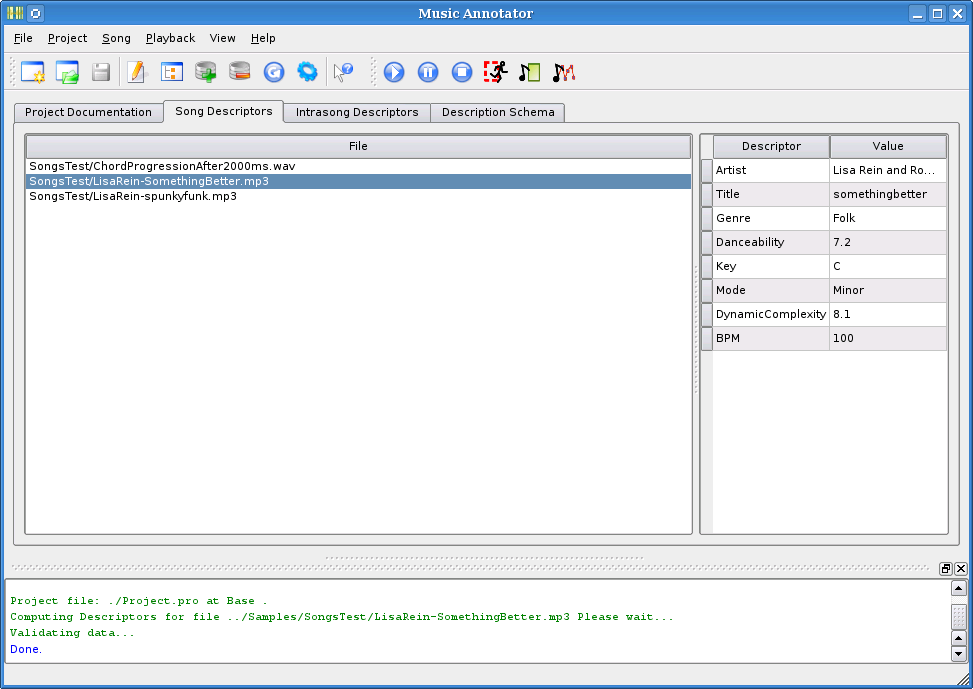 Music Annotator
File Project Song Playback View Help
Project Documentation Song Descriptors Intrasong Descriptors Description Schema
File
SongsTest/ChordProgressionAfter2000ms.wav
SongsTest/LisaRein-SomethingBetter.mp3
SongsTest/LisaRein-spunkyfunk.mp3
Descriptor Value
Artist Lisa Rein and Ro...
Title somethingbetter
Genre Folk
Danceability 7.2
Key C
Mode Minor
DynamicComplexity 8.1
BPM 100
Project file: ./Project.pro at Base .
Computing Descriptors for file ../Samples/SongsTest/LisaRein-SomethingBetter.mp3 Please wait...
Validating data...
Done.